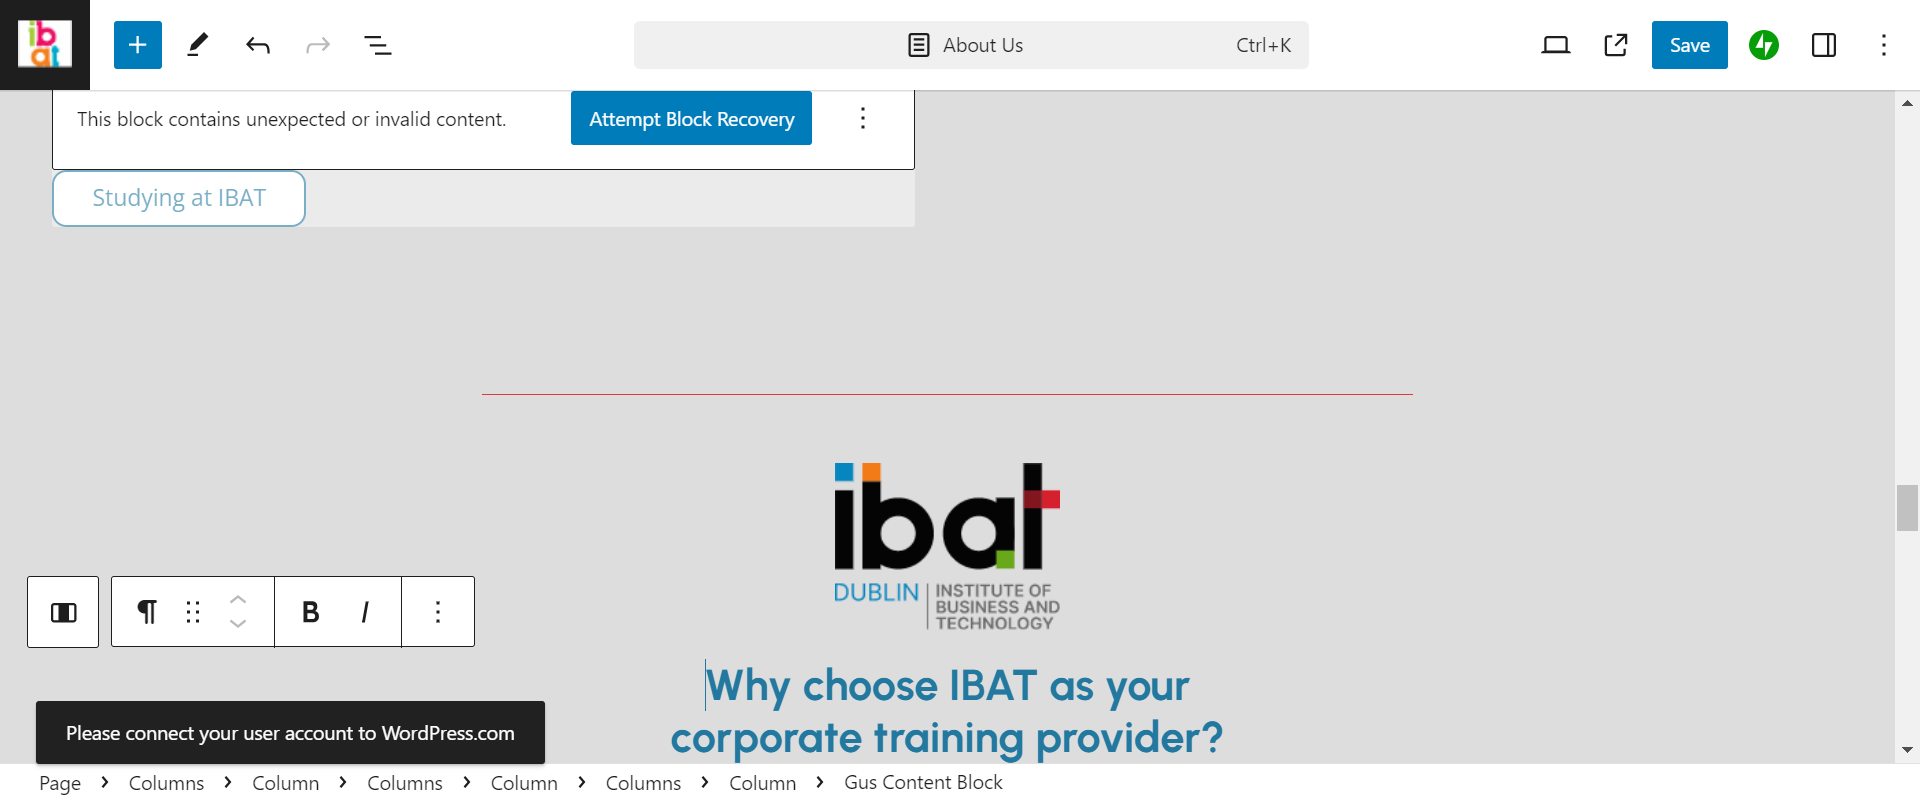 ib
at
About Us
Ctrl+K
Save
This block contains unexpected or invalid content.
Attempt Block Recovery
Studying at IBAT
ibat
DUBLIN
INSTITUTE OF
BUSINESS AND
TECHNOLOGY
B I
Why choose IBAT as your
corporate training provider?
Please connect your user account to WordPress.com
Page > Columns > Column > Columns > Column > Columns > Column > Gus Content Block